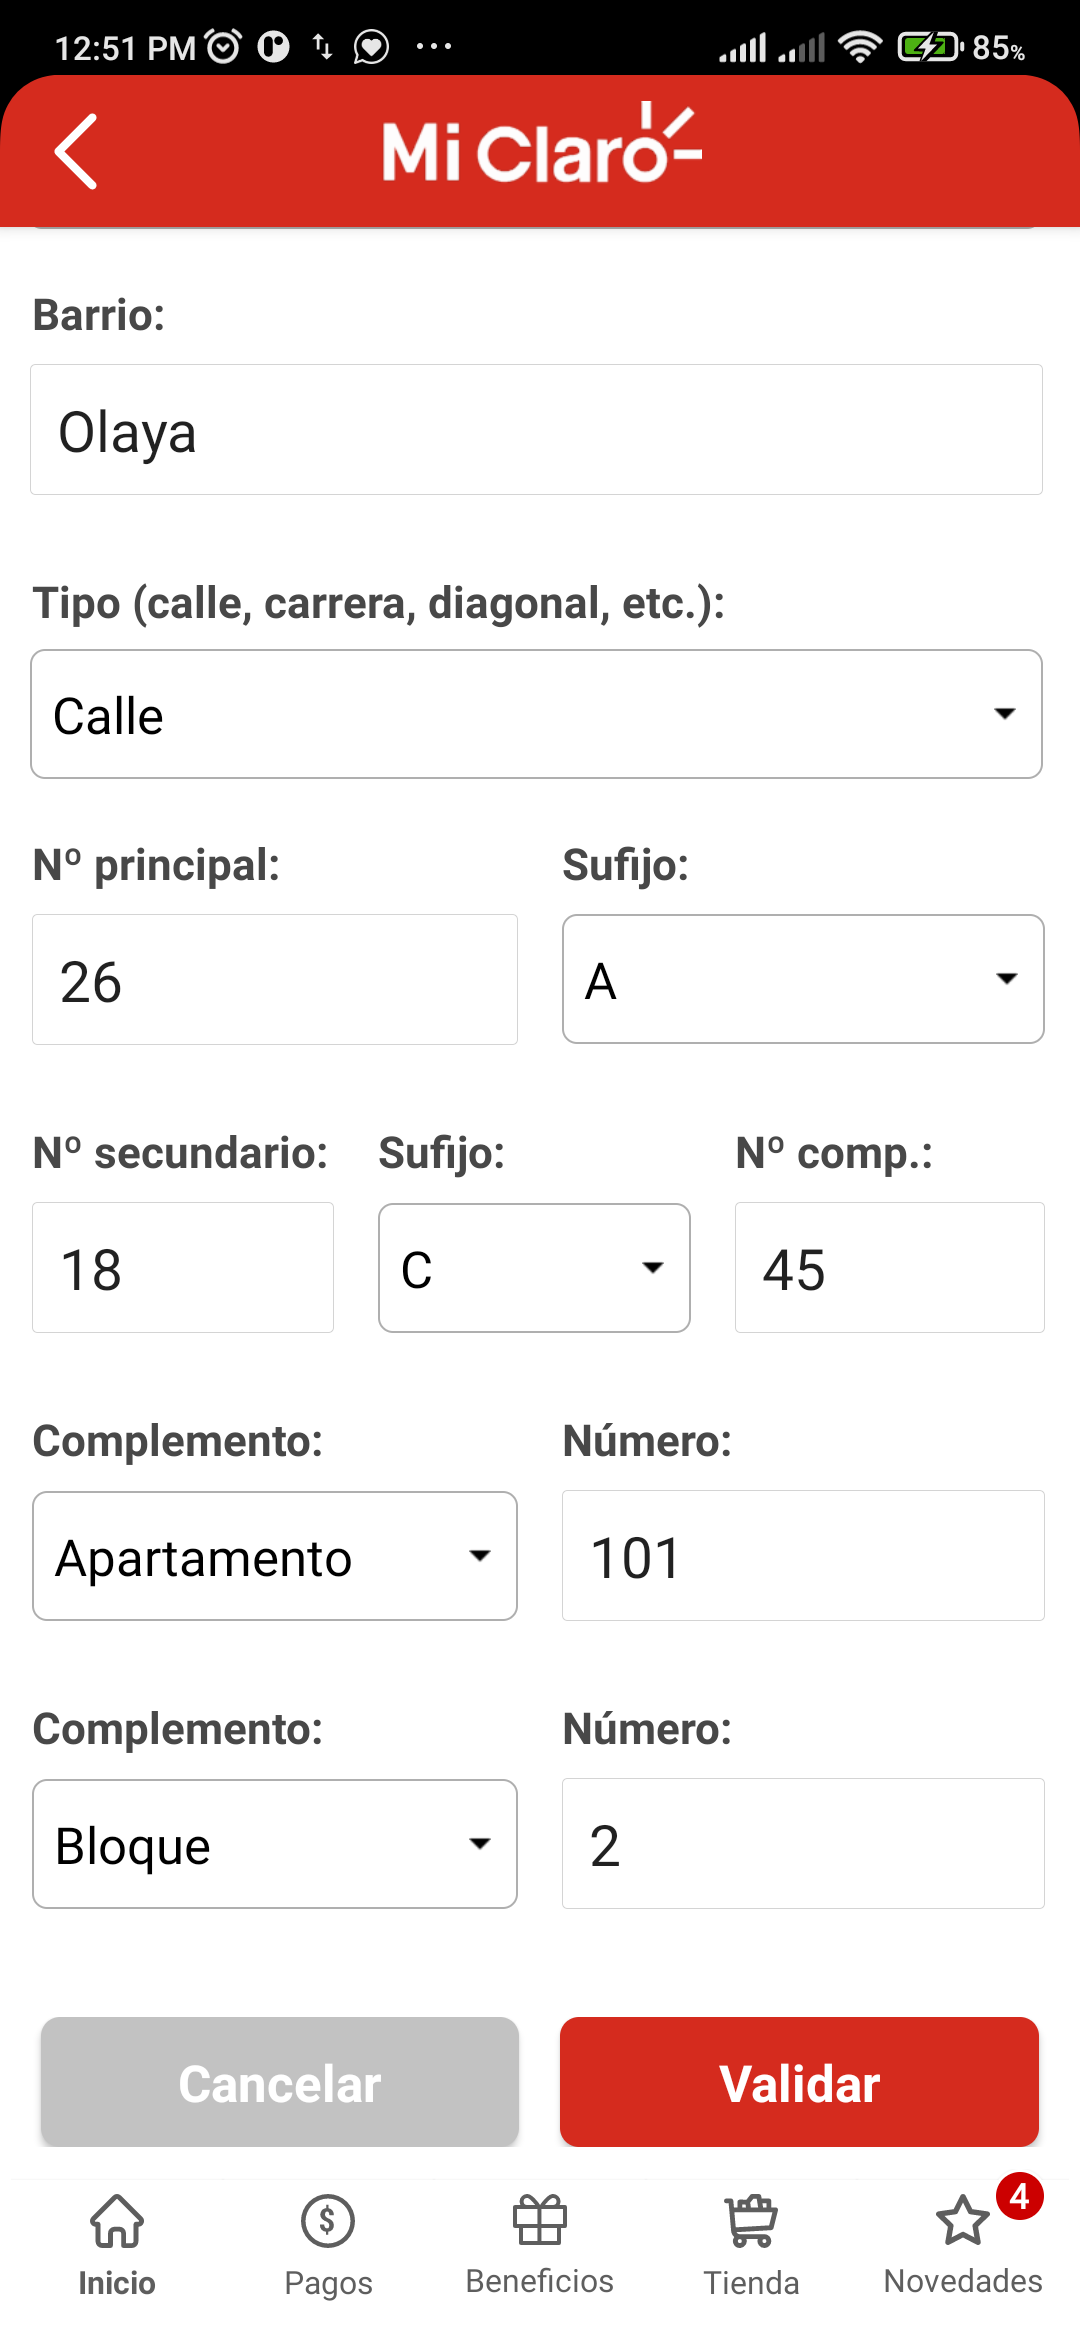 12:51 PM ... 85%
Mi Claro
Barrio:
Olaya
Tipo (calle, carrera, diagonal, etc.):
Calle
Nº principal: Sufijo:
26 A
Nº secundario: Sufijo: Nº comp.:
18 C 45
Complemento: Número:
Apartamento 101
Complemento: Número:
Bloque 2
Cancelar Validar
4
Inicio Pagos Beneficios Tienda Novedades